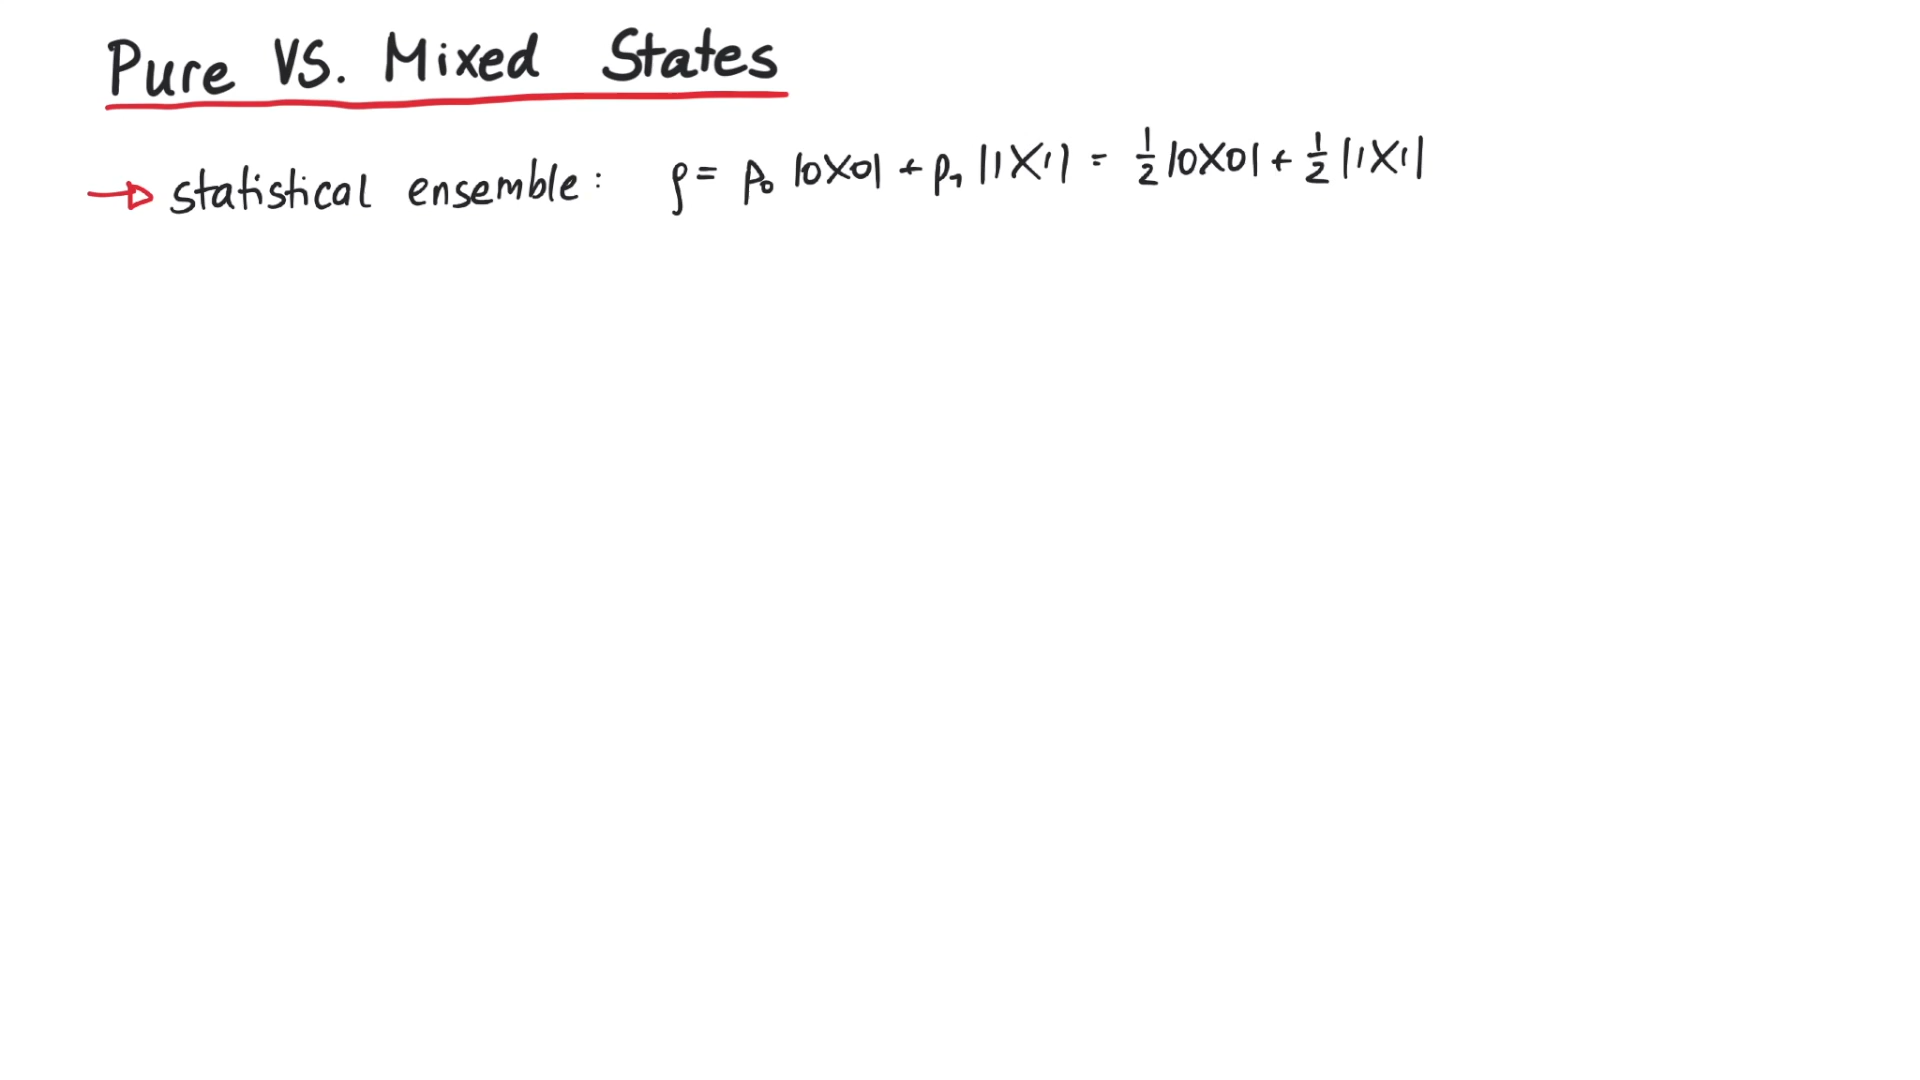 Pure VS. Mixed States
→ statistical ensemble: ρ = p₀ |0⟩⟨0| + p₁ |1⟩⟨1| = ½ |0⟩⟨0| + ½ |1⟩⟨1|